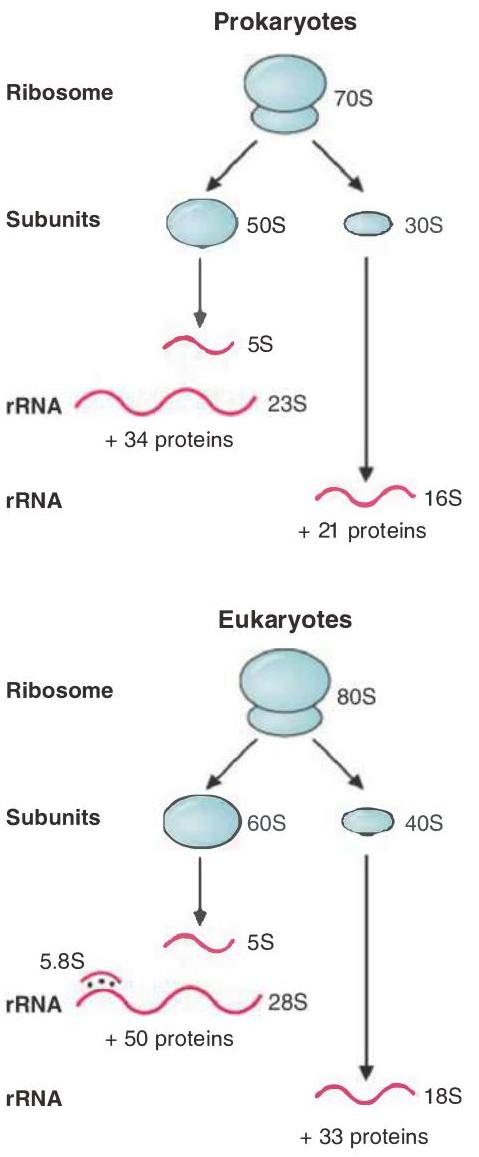 Prokaryotes
Ribosome
70S
Subunits
50S
30S
5S
rRNA
23S
+ 34 proteins
rRNA
16S
+ 21 proteins
Eukaryotes
Ribosome
80S
Subunits
60S
40S
5S
5.8S
rRNA
28S
+ 50 proteins
rRNA
18S
+ 33 proteins